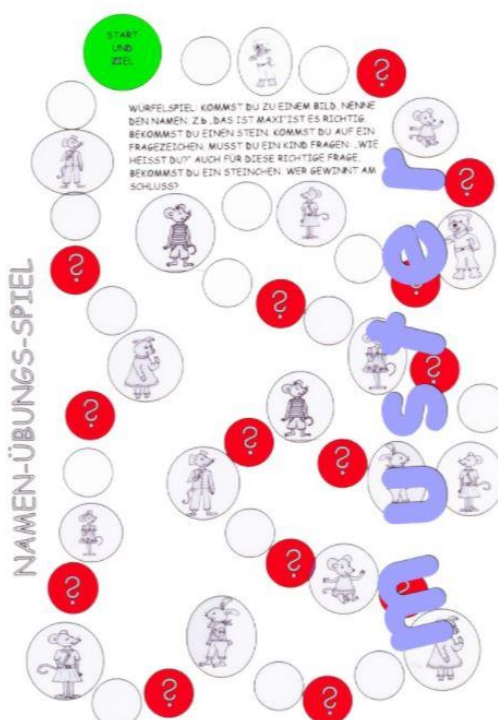 START
UND
ZIEL
WÜRFELSPIEL: KOMMST DU ZU EINEM BILD, NENNE
DEN NAMEN, Z.b „DAS IST MAXI"IST ES RICHTIG,
BEKOMMST DU EINEN STEIN. KOMMST DU AUF EIN
FRAGEZEICHEN, MUSST DU EIN KIND FRAGEN: „WIE
HEISST DU?" AUCH FÜR DIESE RICHTIGE FRAGE,
BEKOMMST DU EIN STEINCHEN. WER GEWINNT AM
SCHLUSS?
NAMEN-ÜBUNGS-SPIEL
muster
?
?
?
?
?
?
?
?
?
?
?
?
?
?